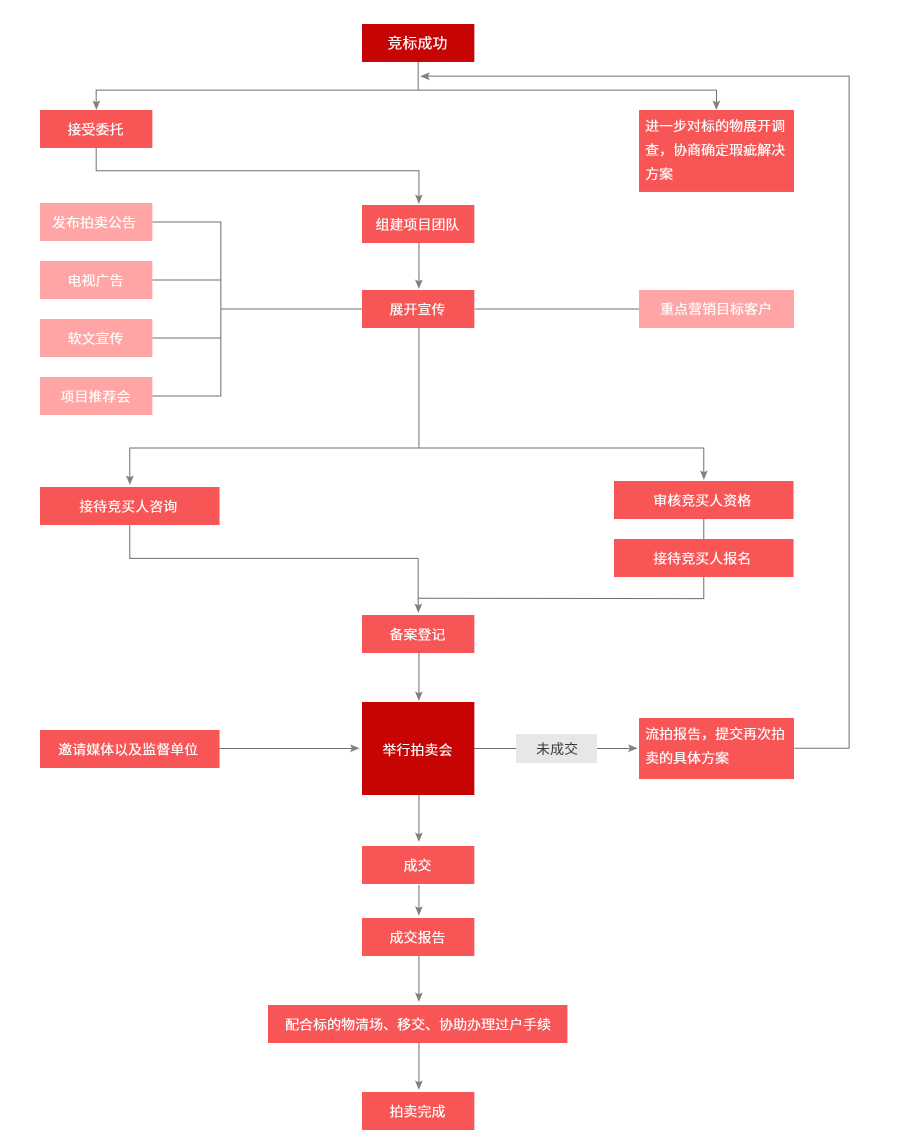 竞标成功
接受委托
进一步对标的物展开调
查，协商确定瑕疵解决
方案
组建项目团队
发布拍卖公告
电视广告
软文宣传
项目推荐会
展开宣传
重点营销目标客户
接待竞买人咨询
审核竞买人资格
接待竞买人报名
备案登记
邀请媒体以及监督单位
举行拍卖会
未成交
流拍报告，提交再次拍
卖的具体方案
成交
成交报告
配合标的物清场、移交、协助办理过户手续
拍卖完成